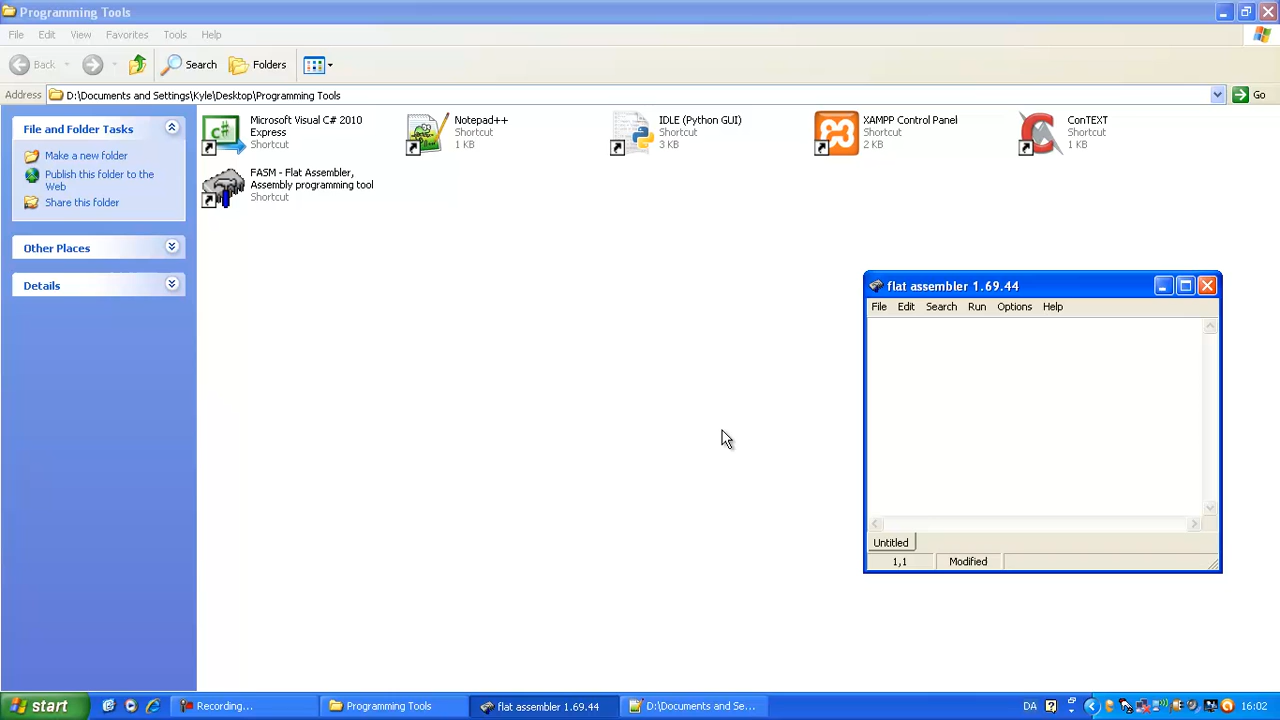 Programming Tools
File Edit View Favorites Tools Help
Back Search Folders
Address D:\Documents and Settings\Kyle\Desktop\Programming Tools Go
File and Folder Tasks
Make a new folder
Publish this folder to the
Web
Share this folder
Other Places
Details
Microsoft Visual C# 2010
Express
Shortcut
Notepad++
Shortcut
1 KB
IDLE (Python GUI)
Shortcut
3 KB
XAMPP Control Panel
Shortcut
2 KB
ConTEXT
Shortcut
1 KB
FASM - Flat Assembler,
Assembly programming tool
Shortcut
flat assembler 1.69.44
File Edit Search Run Options Help
Untitled
1,1 Modified
start Recording... Programming Tools flat assembler 1.69.44 D:\Documents and Se... DA 16:02